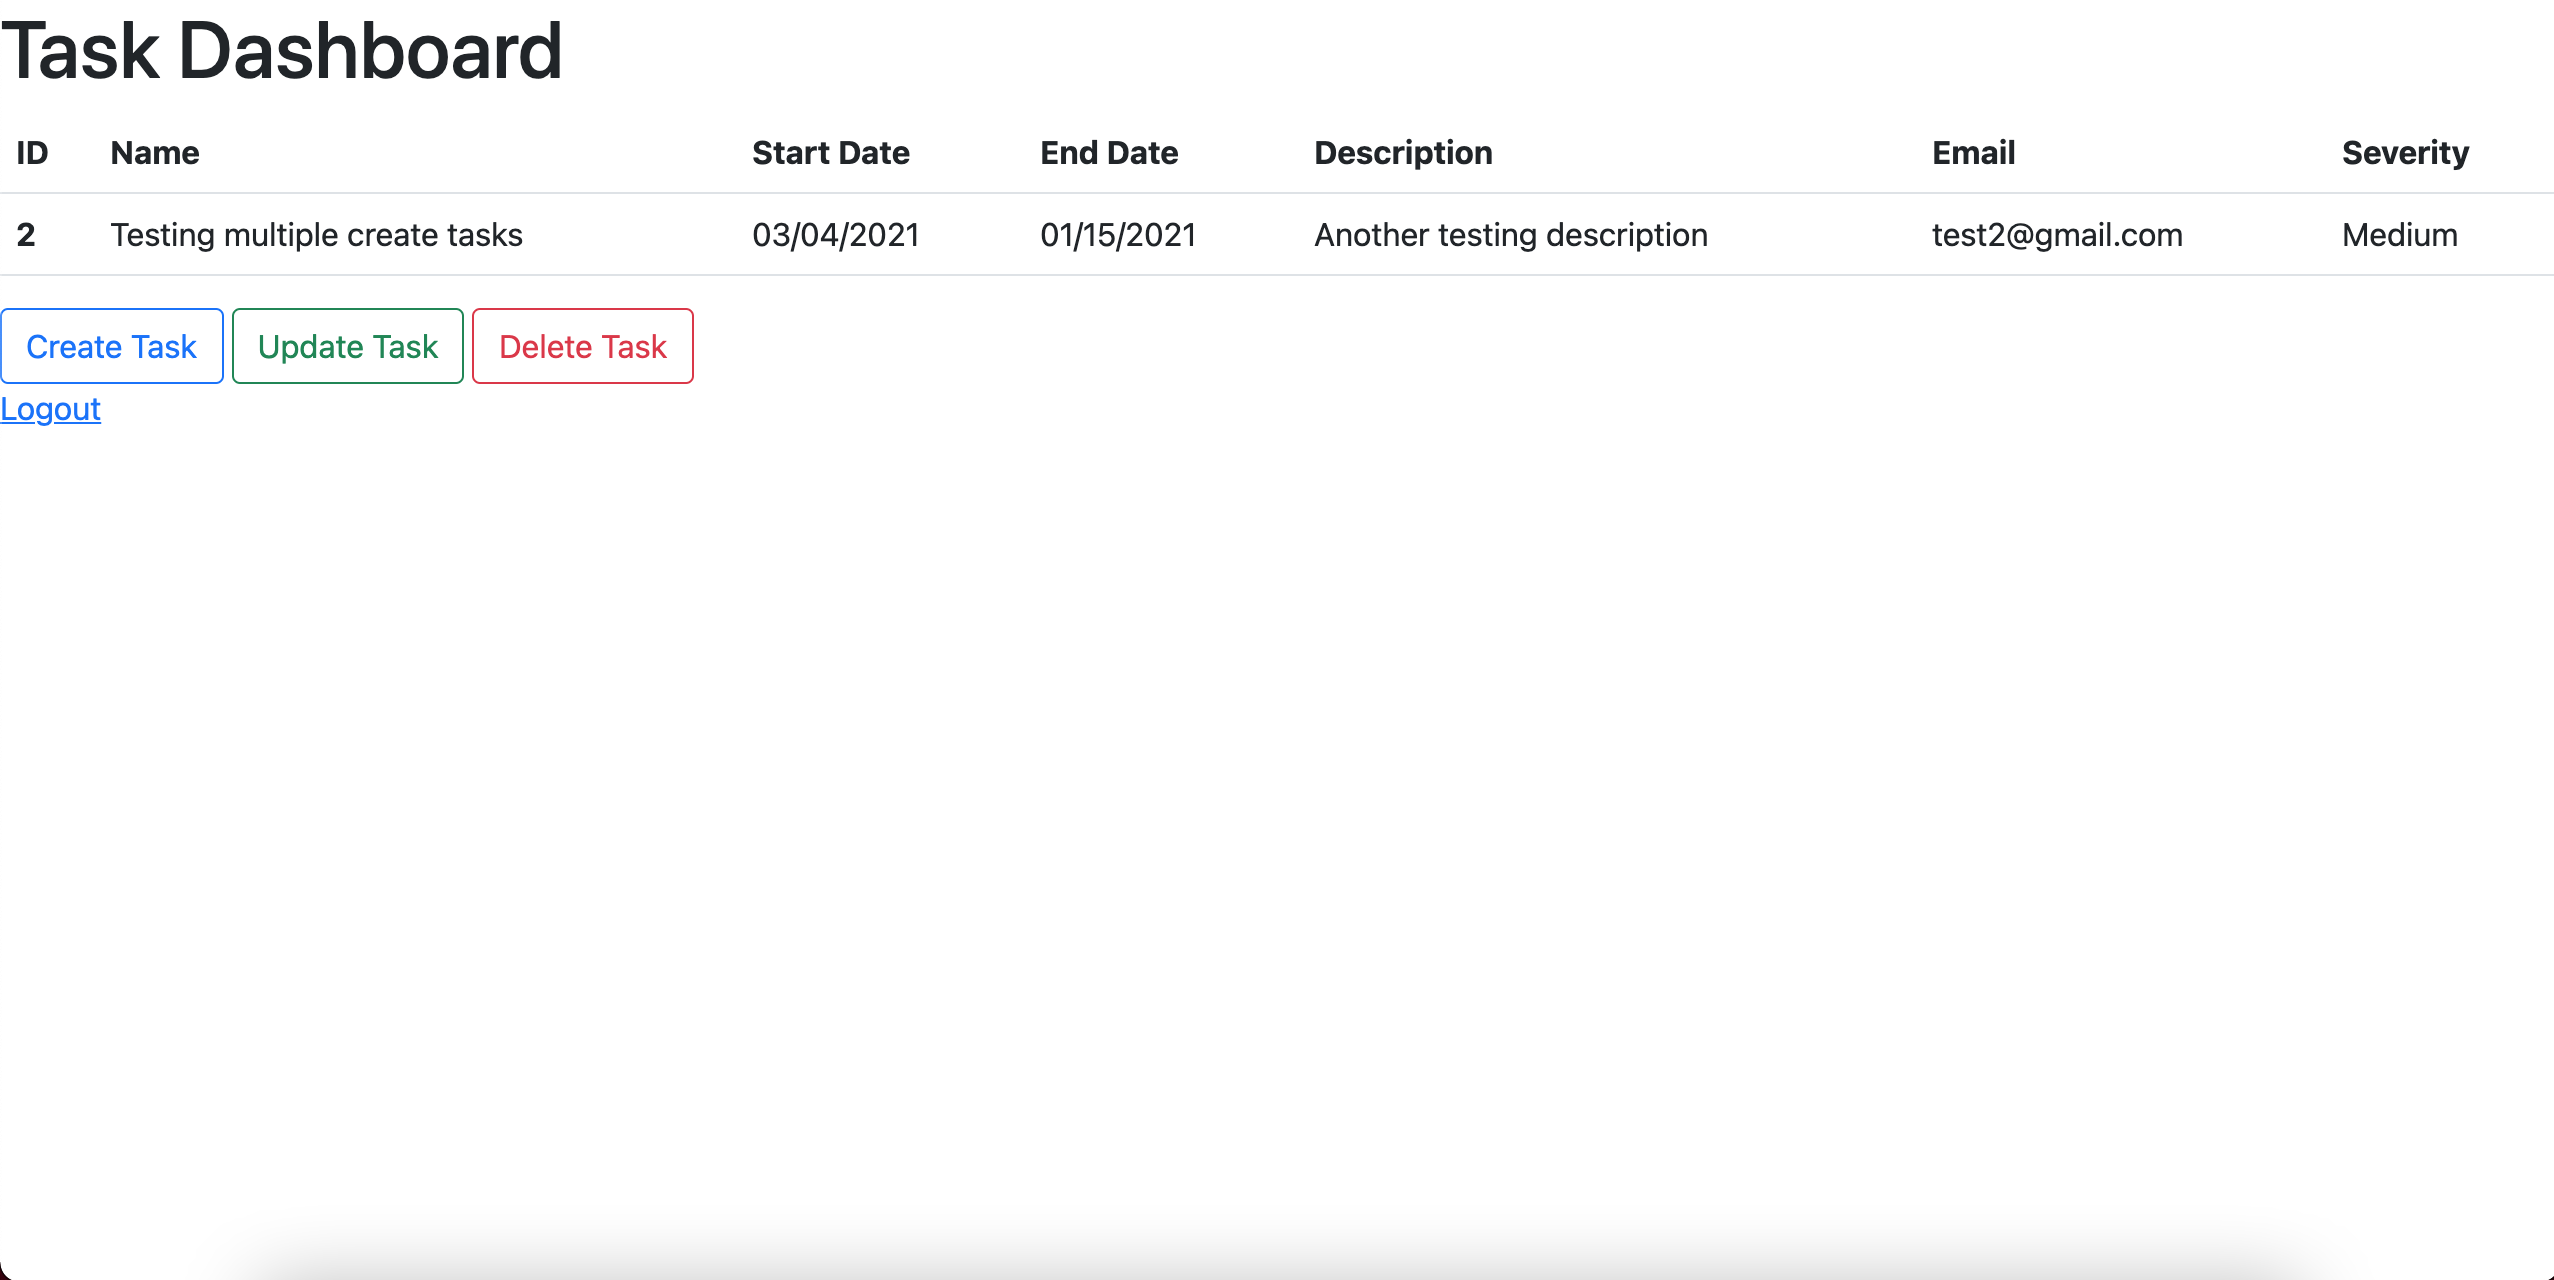 Task Dashboard
ID Name Start Date End Date Description Email Severity
2 Testing multiple create tasks 03/04/2021 01/15/2021 Another testing description test2@gmail.com Medium
Create Task Update Task Delete Task
Logout